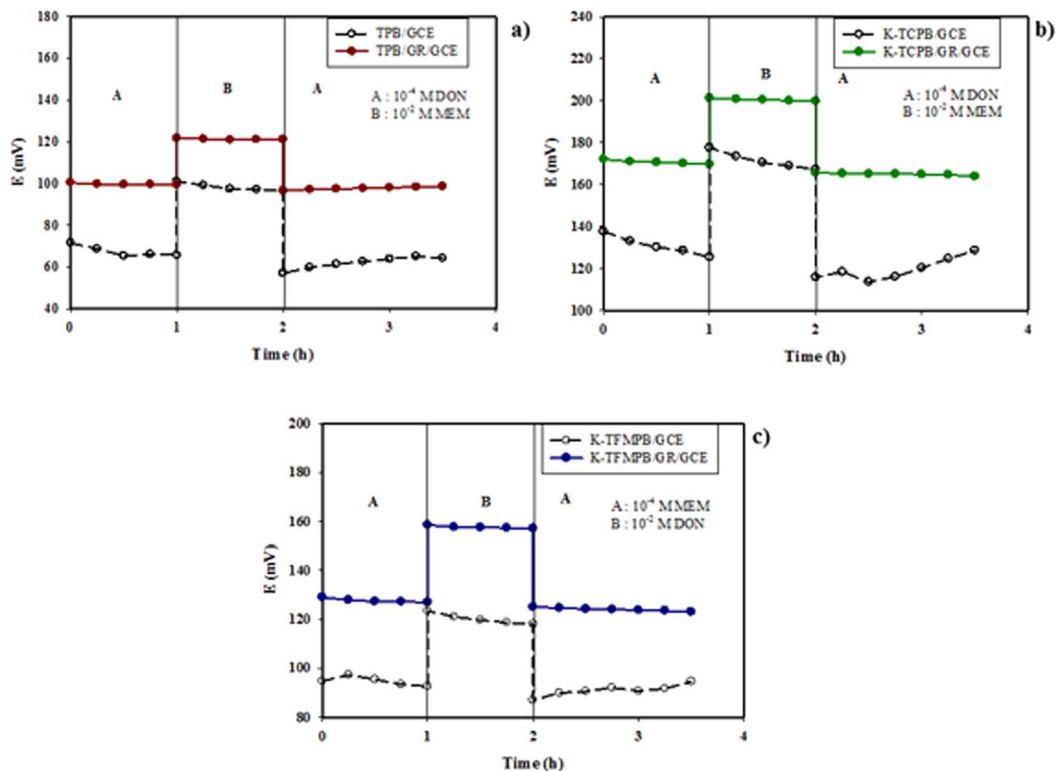 a)
TPB/GCE
TPB/GR/GCE
A
B
A
A : 10⁻⁴ M DON
B : 10⁻² M MEM
E (mV)
180
160
140
120
100
80
60
40
0 1 2 3 4
Time (h)
b)
K-TCPB/GCE
K-TCPB/GR/GCE
A
B
A
A : 10⁻⁴ M DON
B : 10⁻² M MEM
E (mV)
240
220
200
180
160
140
120
100
0 1 2 3 4
Time (h)
c)
K-TFMPB/GCE
K-TFMPB/GR/GCE
A
B
A
A : 10⁻⁴ M MEM
B : 10⁻² M DON
E (mV)
200
180
160
140
120
100
80
0 1 2 3 4
Time (h)